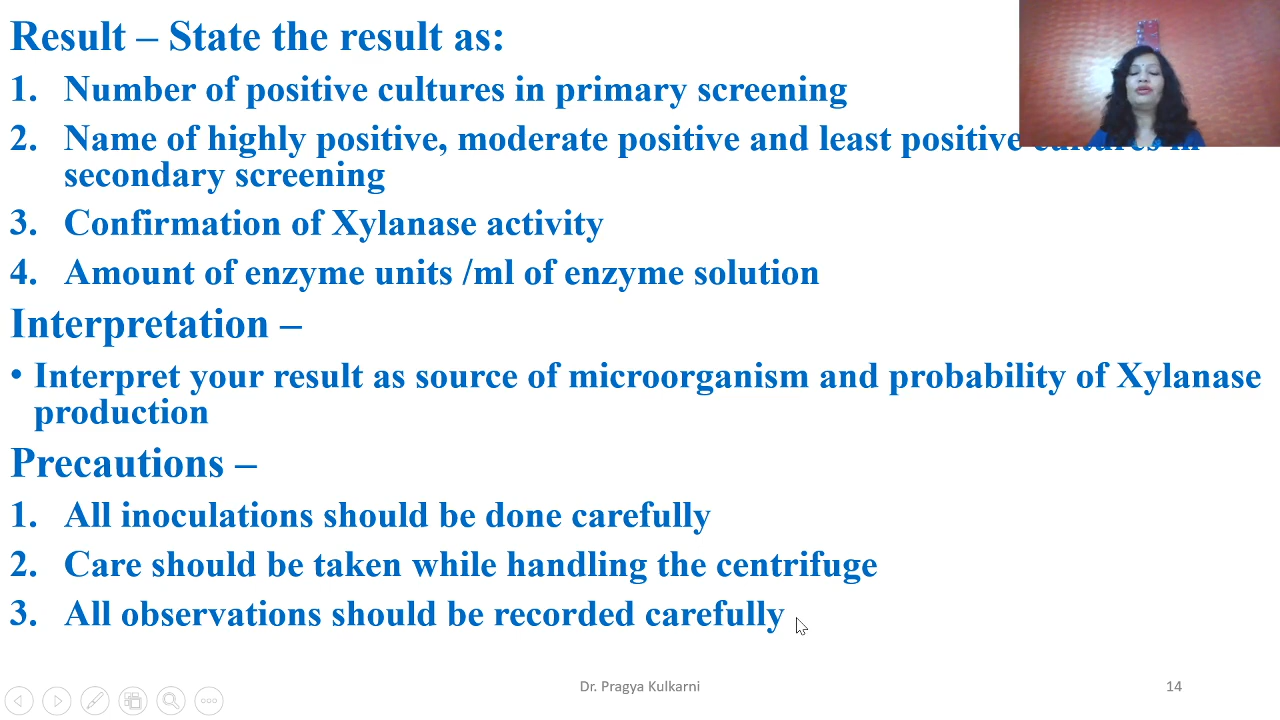 Result – State the result as:
1. Number of positive cultures in primary screening
2. Name of highly positive, moderate positive and least positive cultures in
secondary screening
3. Confirmation of Xylanase activity
4. Amount of enzyme units /ml of enzyme solution
Interpretation –
• Interpret your result as source of microorganism and probability of Xylanase
production
Precautions –
1. All inoculations should be done carefully
2. Care should be taken while handling the centrifuge
3. All observations should be recorded carefully
Dr. Pragya Kulkarni
14